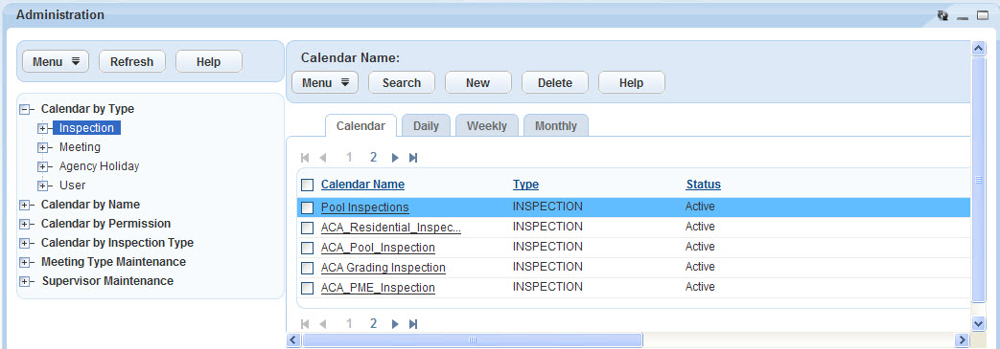 Administration
Menu Refresh Help
Calendar by Type
Inspection
Meeting
Agency Holiday
User
Calendar by Name
Calendar by Permission
Calendar by Inspection Type
Meeting Type Maintenance
Supervisor Maintenance
Calendar Name:
Menu Search New Delete Help
Calendar Daily Weekly Monthly
1 2
Calendar Name Type Status
Pool Inspections INSPECTION Active
ACA_Residential_Inspec... INSPECTION Active
ACA_Pool_Inspection INSPECTION Active
ACA Grading Inspection INSPECTION Active
ACA_PME_Inspection INSPECTION Active
1 2